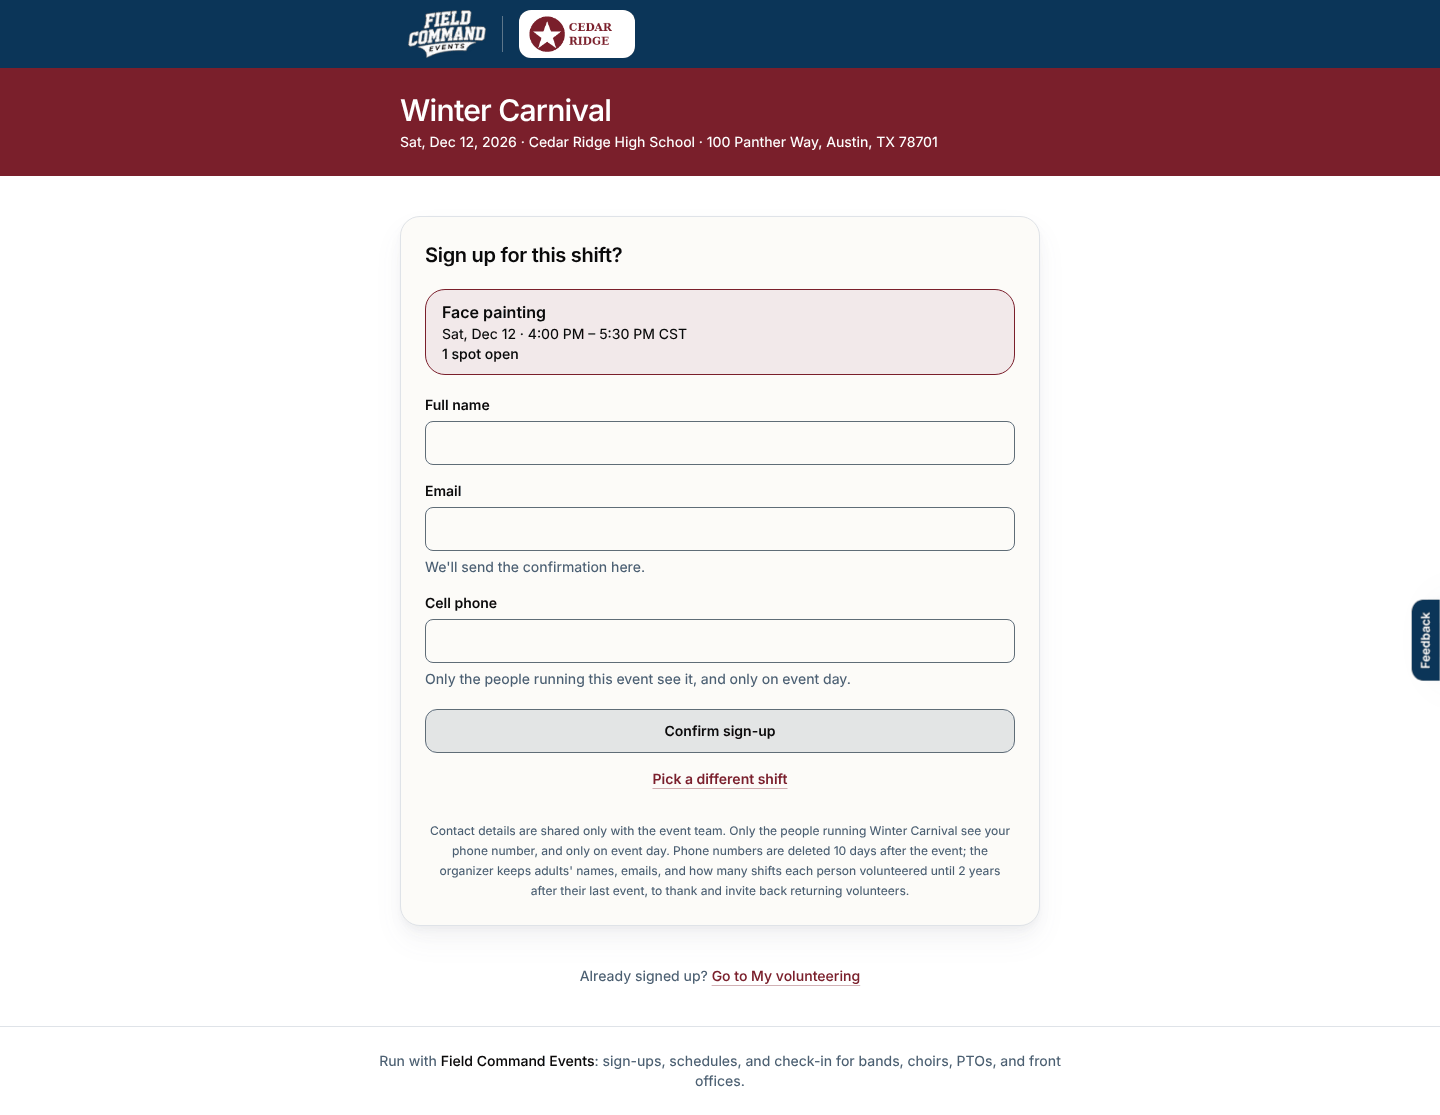 FIELD
COMMAND
EVENTS
CEDAR
RIDGE
Winter Carnival
Sat, Dec 12, 2026 · Cedar Ridge High School · 100 Panther Way, Austin, TX 78701
Sign up for this shift?
Face painting
Sat, Dec 12 · 4:00 PM – 5:30 PM CST
1 spot open
Full name
Email
We'll send the confirmation here.
Cell phone
Only the people running this event see it, and only on event day.
Confirm sign-up
Pick a different shift
Contact details are shared only with the event team. Only the people running Winter Carnival see your
phone number, and only on event day. Phone numbers are deleted 10 days after the event; the
organizer keeps adults' names, emails, and how many shifts each person volunteered until 2 years
after their last event, to thank and invite back returning volunteers.
Already signed up? Go to My volunteering
Run with Field Command Events: sign-ups, schedules, and check-in for bands, choirs, PTOs, and front
offices.
Feedback